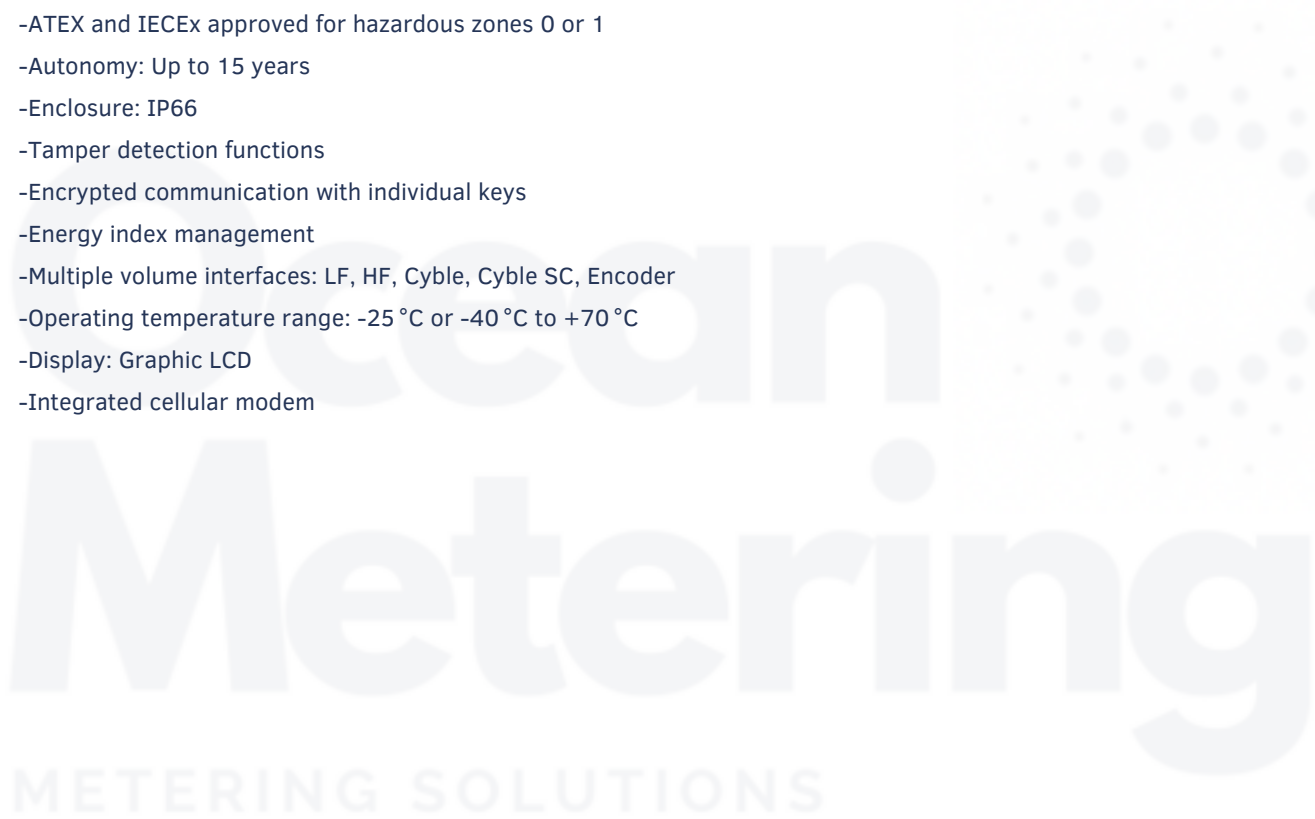 -ATEX and IECEx approved for hazardous zones 0 or 1
-Autonomy: Up to 15 years
-Enclosure: IP66
-Tamper detection functions
-Encrypted communication with individual keys
-Energy index management
-Multiple volume interfaces: LF, HF, Cyble, Cyble SC, Encoder
-Operating temperature range: -25 °C or -40 °C to +70 °C
-Display: Graphic LCD
-Integrated cellular modem
Ocean
Metering
METERING SOLUTIONS